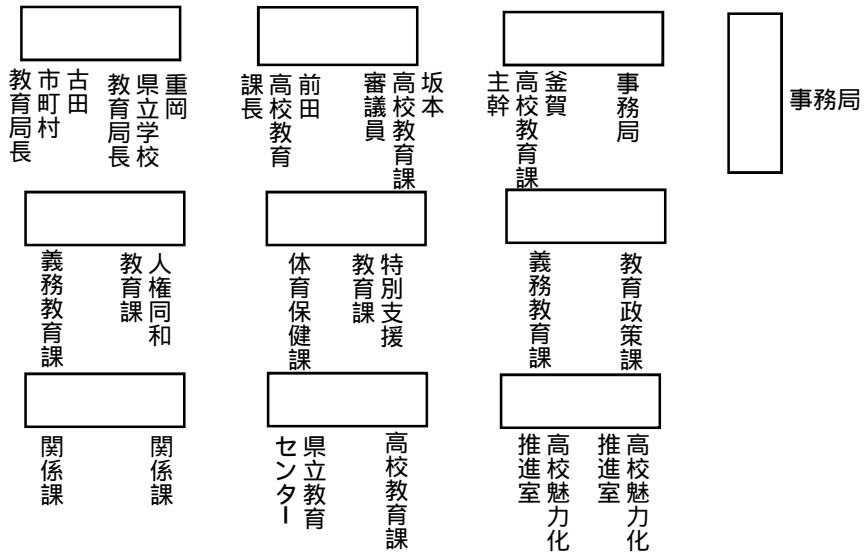 重岡
県立学校
教育局長
古田
市町村
教育局長
坂本
高校教育課
審議員
前田
高校教育
課長
事務局
釜賀
高校教育課
主幹
事務局
人権同和
教育課
義務教育課
特別支援
教育課
体育保健課
教育政策課
義務教育課
関係課
関係課
高校教育課
県立教育
センター
高校魅力化
推進室
高校魅力化
推進室